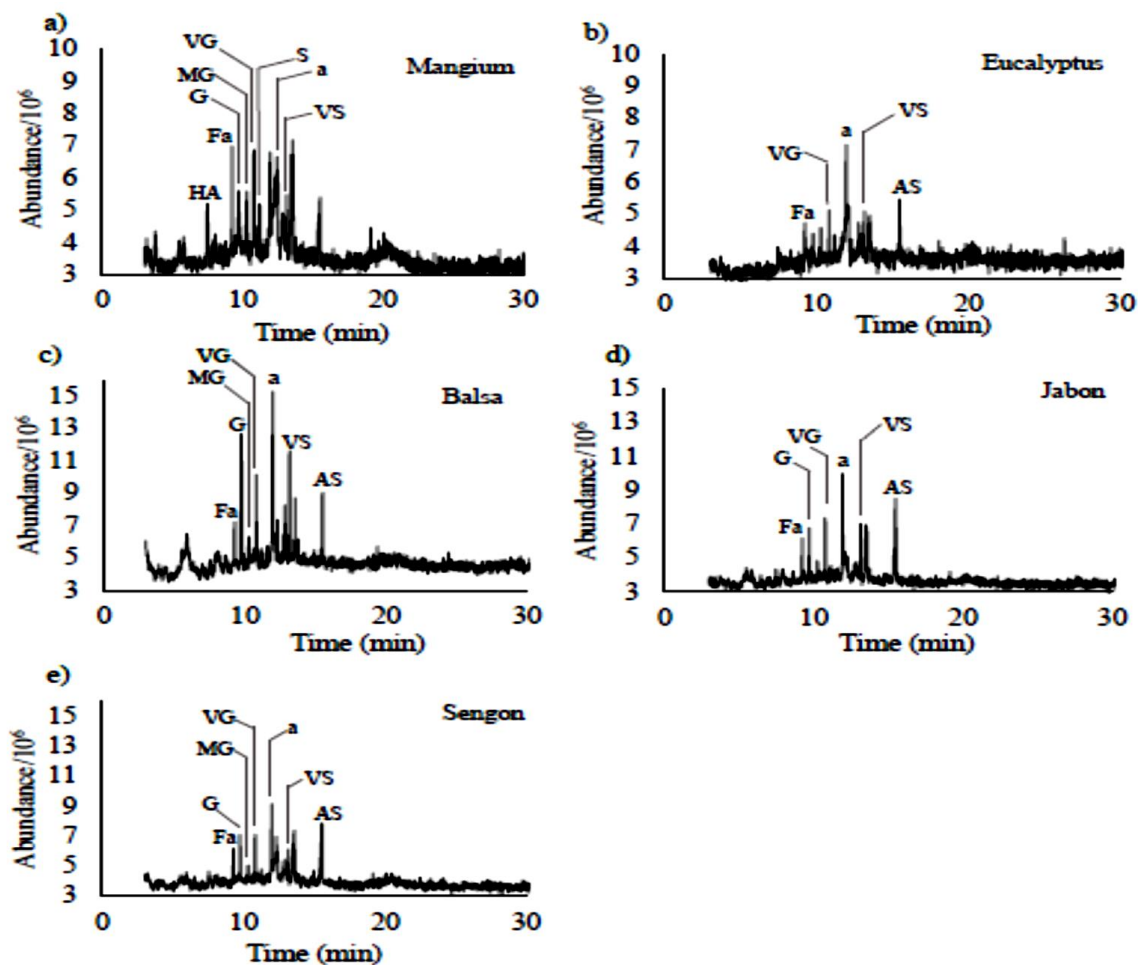 a)
Mangium
Abundance/10⁶
10
9
8
7
6
5
4
3
VG
S
MG
a
G
VS
Fa
HA
0 10 20 30
Time (min)
b)
Eucalyptus
Abundance/10⁶
10
9
8
7
6
5
4
3
VS
a
VG
AS
Fa
0 10 20 30
Time (min)
c)
Balsa
Abundance/10⁶
15
13
11
9
7
5
3
VG
a
MG
G
VS
AS
Fa
0 10 20 30
Time (min)
d)
Jabon
Abundance/10⁶
15
13
11
9
7
5
3
VG
VS
G
a
AS
Fa
0 10 20 30
Time (min)
e)
Sengon
Abundance/10⁶
15
13
11
9
7
5
3
VG
a
MG
VS
G
Fa
AS
0 10 20 30
Time (min)